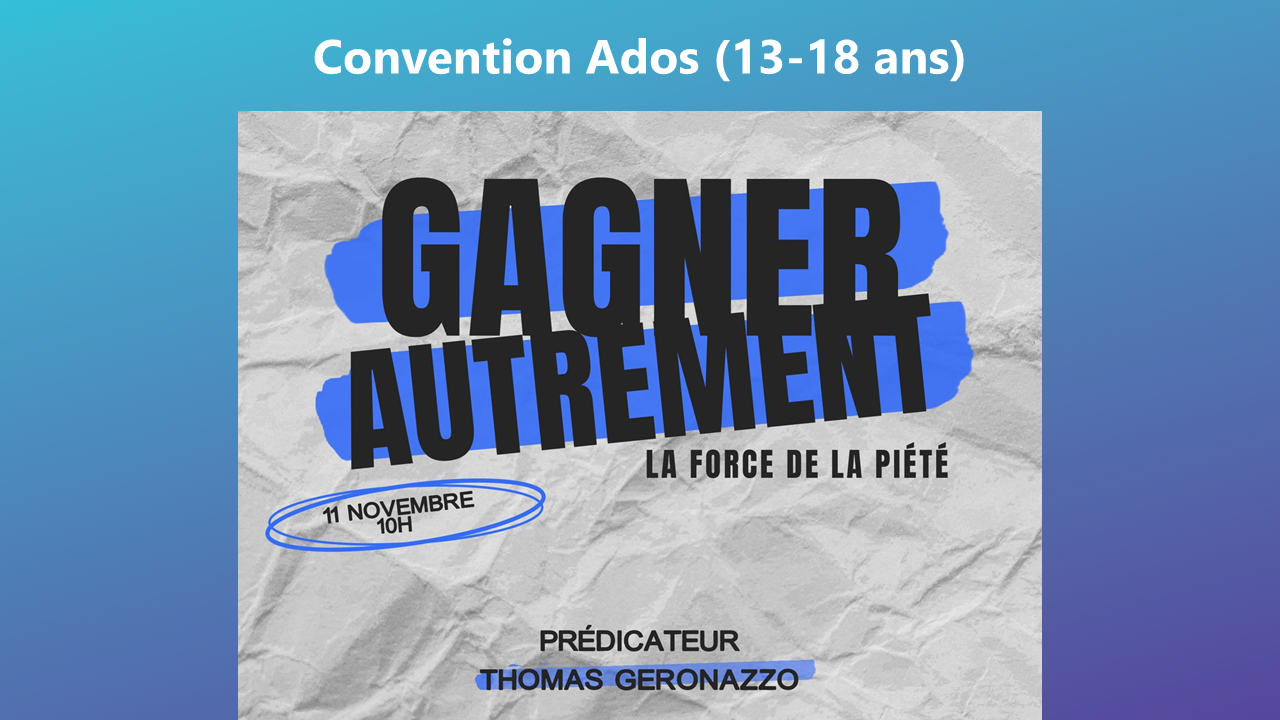 Convention Ados (13-18 ans)
GAGNER
AUTREMENT
LA FORCE DE LA PIÉTÉ
11 NOVEMBRE
10H
PRÉDICATEUR
THOMAS GERONAZZO